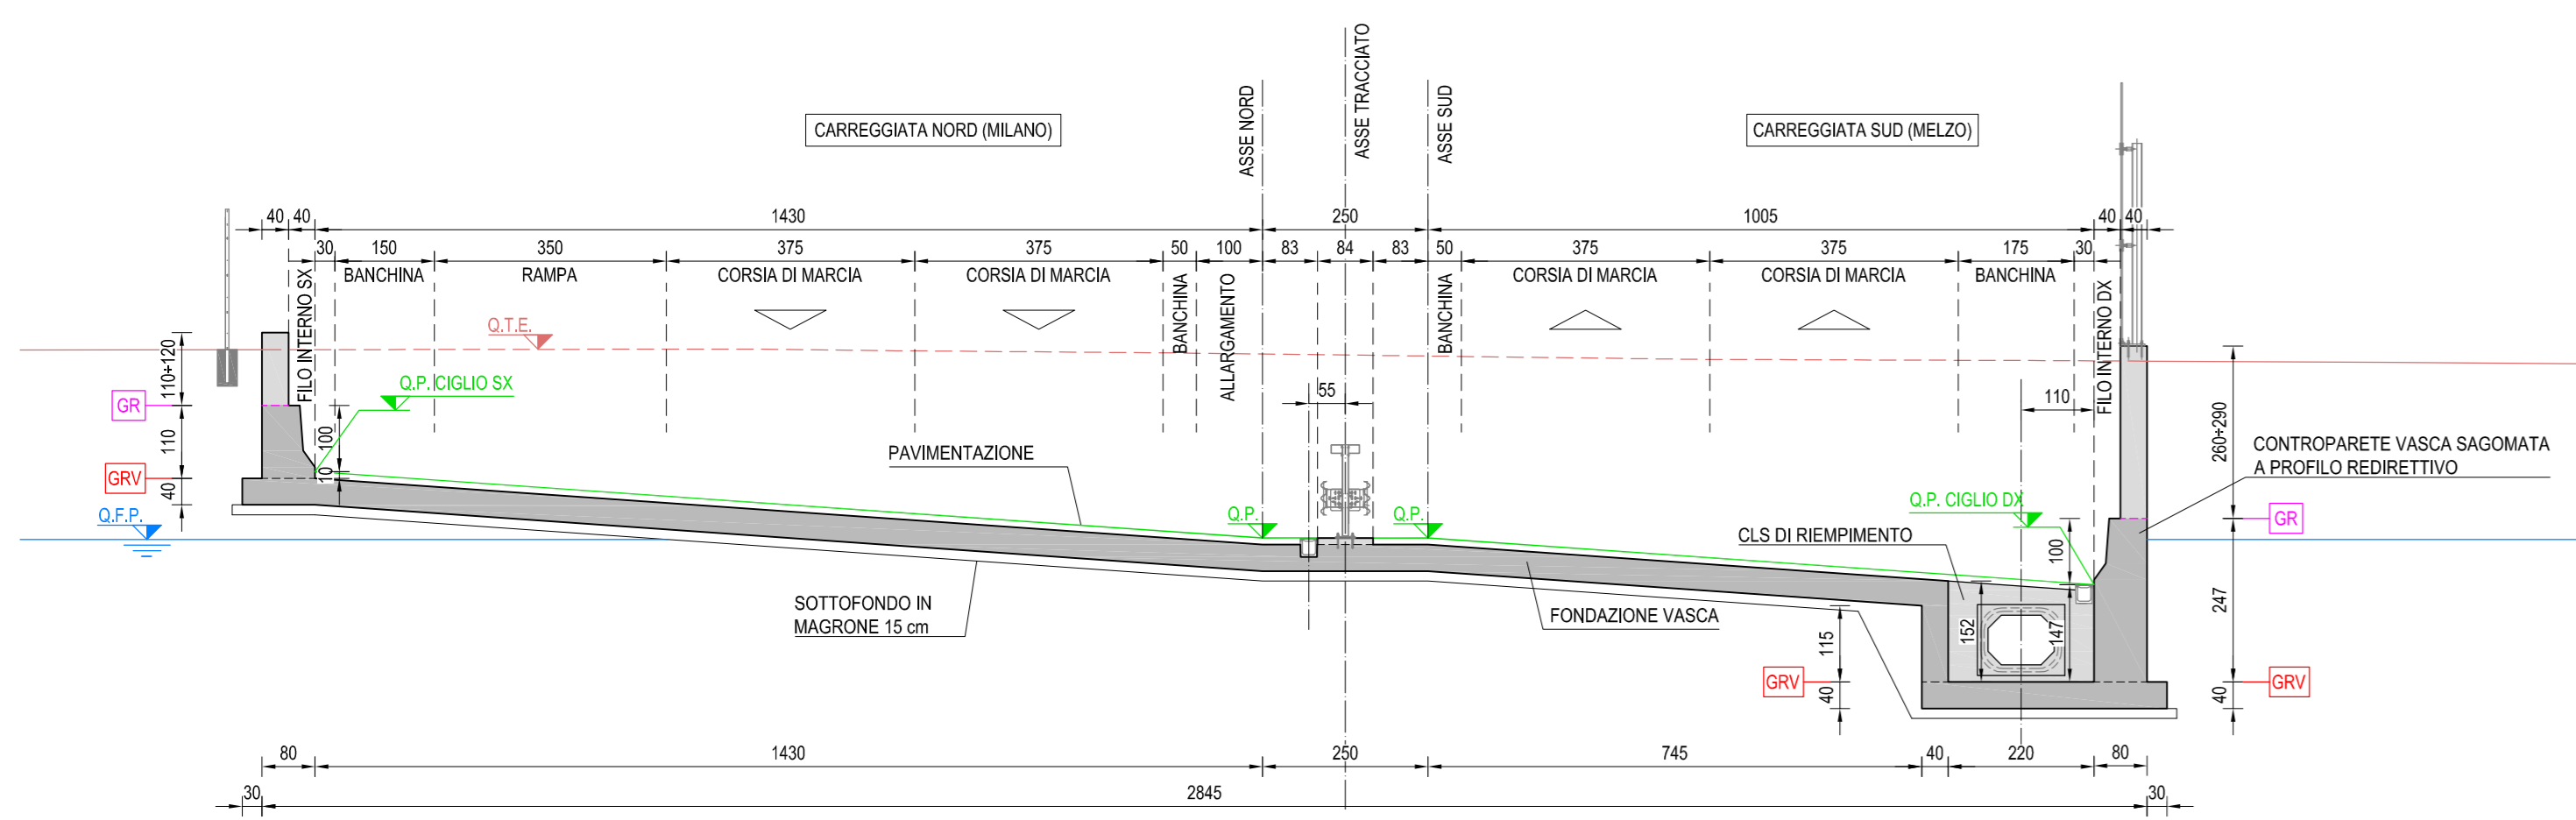 ASSE NORD
ASSE TRACCIATO
ASSE SUD
CARREGGIATA NORD (MILANO)
CARREGGIATA SUD (MELZO)
40 40 1430 250 1005 40 40
30 150 350 375 375 50 100 83 84 83 50 375 375 175 30
BANCHINA RAMPA CORSIA DI MARCIA CORSIA DI MARCIA BANCHINA ALLARGAMENTO BANCHINA CORSIA DI MARCIA CORSIA DI MARCIA BANCHINA
FILO INTERNO SX
FILO INTERNO DX
Q.T.E.
110÷120
Q.P. CIGLIO SX
55
110
GR
110
100
10
PAVIMENTAZIONE
260÷290
CONTROPARETE VASCA SAGOMATA
A PROFILO REDIRETTIVO
GRV
40
Q.F.P.
Q.P.
Q.P.
Q.P. CIGLIO DX
GR
CLS DI RIEMPIMENTO
100
SOTTOFONDO IN
MAGRONE 15 cm
FONDAZIONE VASCA
247
152
147
115
GRV
40
40
GRV
80 1430 250 745 40 220 80
30 2845 30